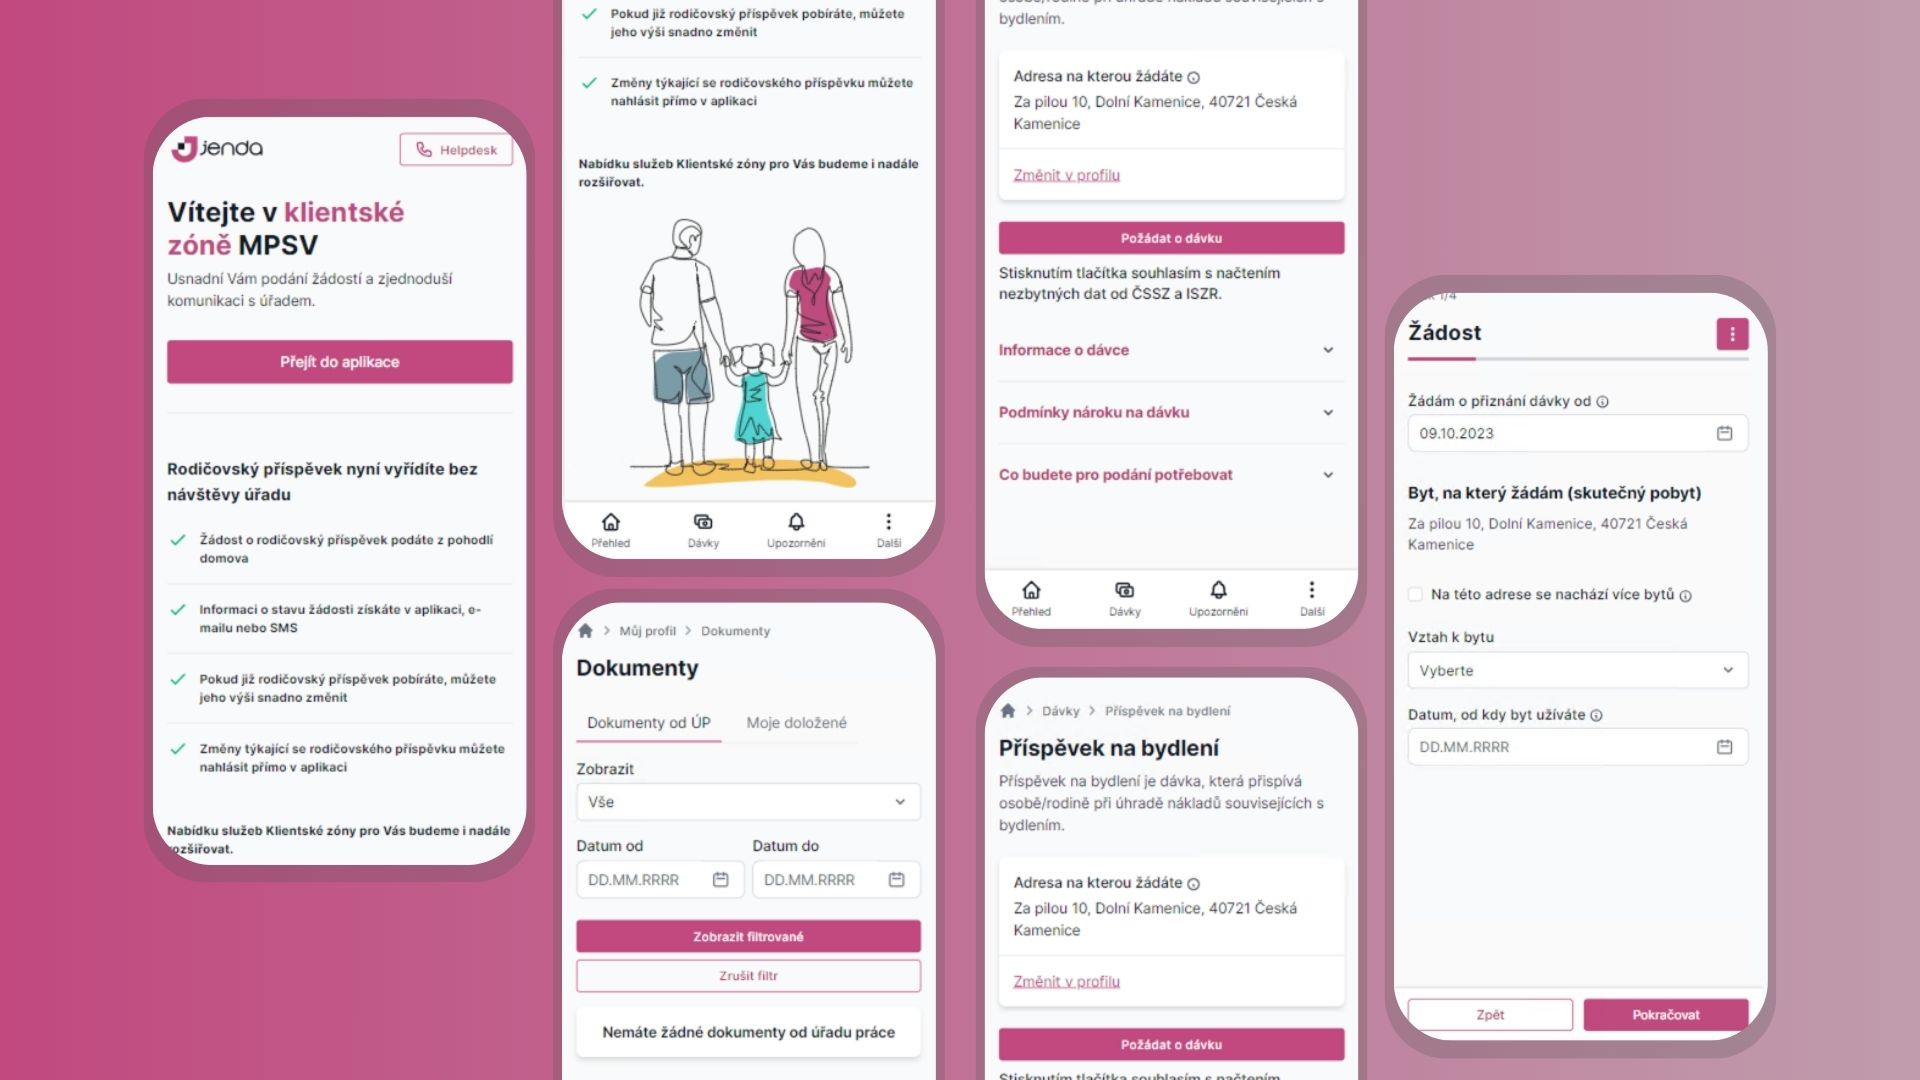 jenda
Helpdesk
Vítejte v klientské
zóně MPSV
Usnadní Vám podání žádostí a zjednoduší
komunikaci s úřadem.
Přejít do aplikace
Rodičovský příspěvek nyní vyřídíte bez
návštěvy úřadu
Žádost o rodičovský příspěvek podáte z pohodlí
domova
Informaci o stavu žádosti získáte v aplikaci, e-
mailu nebo SMS
Pokud již rodičovský příspěvek pobíráte, můžete
jeho výši snadno změnit
Změny týkající se rodičovského příspěvku můžete
nahlásit přímo v aplikaci
Nabídku služeb Klientské zóny pro Vás budeme i nadále
rozšiřovat.
Pokud již rodičovský příspěvek pobíráte, můžete
jeho výši snadno změnit
Změny týkající se rodičovského příspěvku můžete
nahlásit přímo v aplikaci
Nabídku služeb Klientské zóny pro Vás budeme i nadále
rozšiřovat.
Přehled Dávky Upozornění Další
Můj profil Dokumenty
Dokumenty
Dokumenty od ÚP Moje doložené
Zobrazit
Vše
Datum od Datum do
DD.MM.RRRR DD.MM.RRRR
Zobrazit filtrované
Zrušit filtr
Nemáte žádné dokumenty od úřadu práce
osobě/rodině při úhradě nákladů souvisejících s
bydlením.
Adresa na kterou žádáte
Za pilou 10, Dolní Kamenice, 40721 Česká
Kamenice
Změnit v profilu
Požádat o dávku
Stisknutím tlačítka souhlasím s načtením
nezbytných dat od ČSSZ a ISZR.
Informace o dávce
Podmínky nároku na dávku
Co budete pro podání potřebovat
Přehled Dávky Upozornění Další
Dávky Příspěvek na bydlení
Příspěvek na bydlení
Příspěvek na bydlení je dávka, která přispívá
osobě/rodině při úhradě nákladů souvisejících s
bydlením.
Adresa na kterou žádáte
Za pilou 10, Dolní Kamenice, 40721 Česká
Kamenice
Změnit v profilu
Požádat o dávku
Stisknutím tlačítka souhlasím s načtením
1/4
Žádost
Žádám o přiznání dávky od
09.10.2023
Byt, na který žádám (skutečný pobyt)
Za pilou 10, Dolní Kamenice, 40721 Česká
Kamenice
Na této adrese se nachází více bytů
Vztah k bytu
Vyberte
Datum, od kdy byt užíváte
DD.MM.RRRR
Zpět Pokračovat